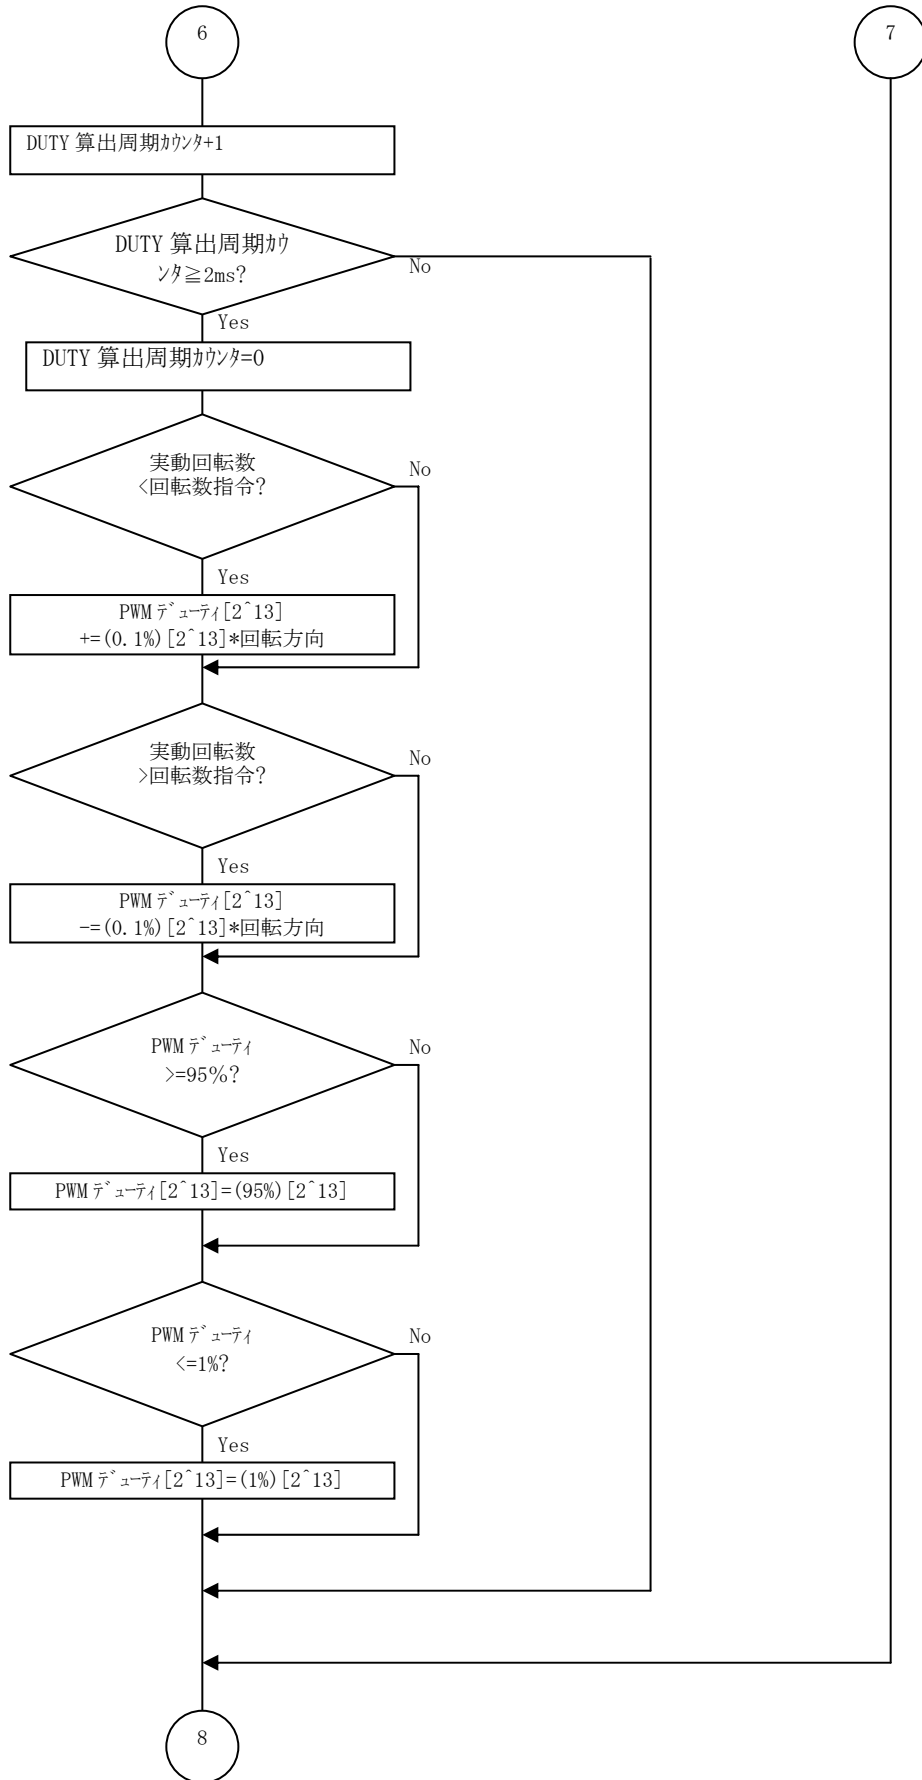 6
7
DUTY 算出周期ｶｳﾝﾀ+1
DUTY 算出周期ｶｳ
ﾝﾀ≧2ms?
No
Yes
DUTY 算出周期ｶｳﾝﾀ=0
実動回転数
<回転数指令?
No
Yes
PWM ﾃﾞｭｰﾃｨ[2^13]
+=(0.1%)[2^13]*回転方向
実動回転数
>回転数指令?
No
Yes
PWM ﾃﾞｭｰﾃｨ[2^13]
-=(0.1%)[2^13]*回転方向
PWM ﾃﾞｭｰﾃｨ
>=95%?
No
Yes
PWM ﾃﾞｭｰﾃｨ[2^13]=(95%)[2^13]
PWM ﾃﾞｭｰﾃｨ
<=1%?
No
Yes
PWM ﾃﾞｭｰﾃｨ[2^13]=(1%)[2^13]
8